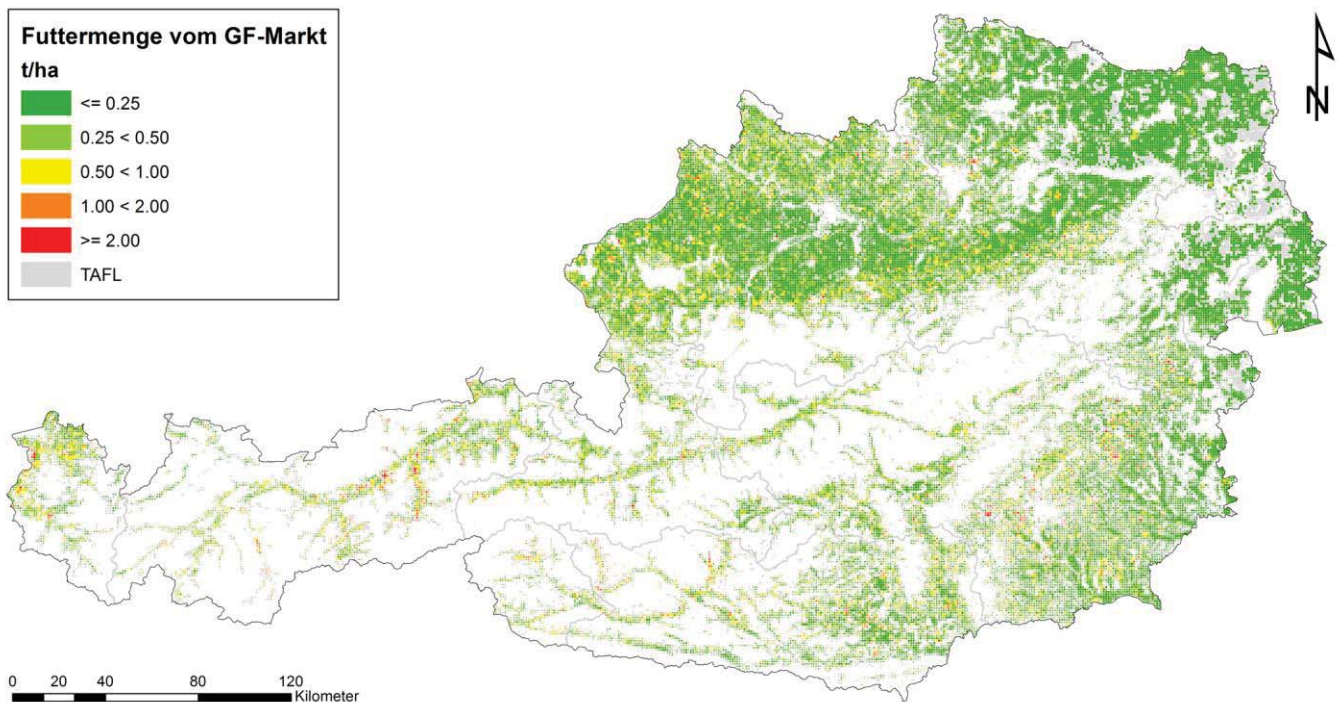 Futtermenge vom GF-Markt
t/ha
<= 0.25
0.25 < 0.50
0.50 < 1.00
1.00 < 2.00
>= 2.00
TAFL
N
0 20 40 80 120
Kilometer